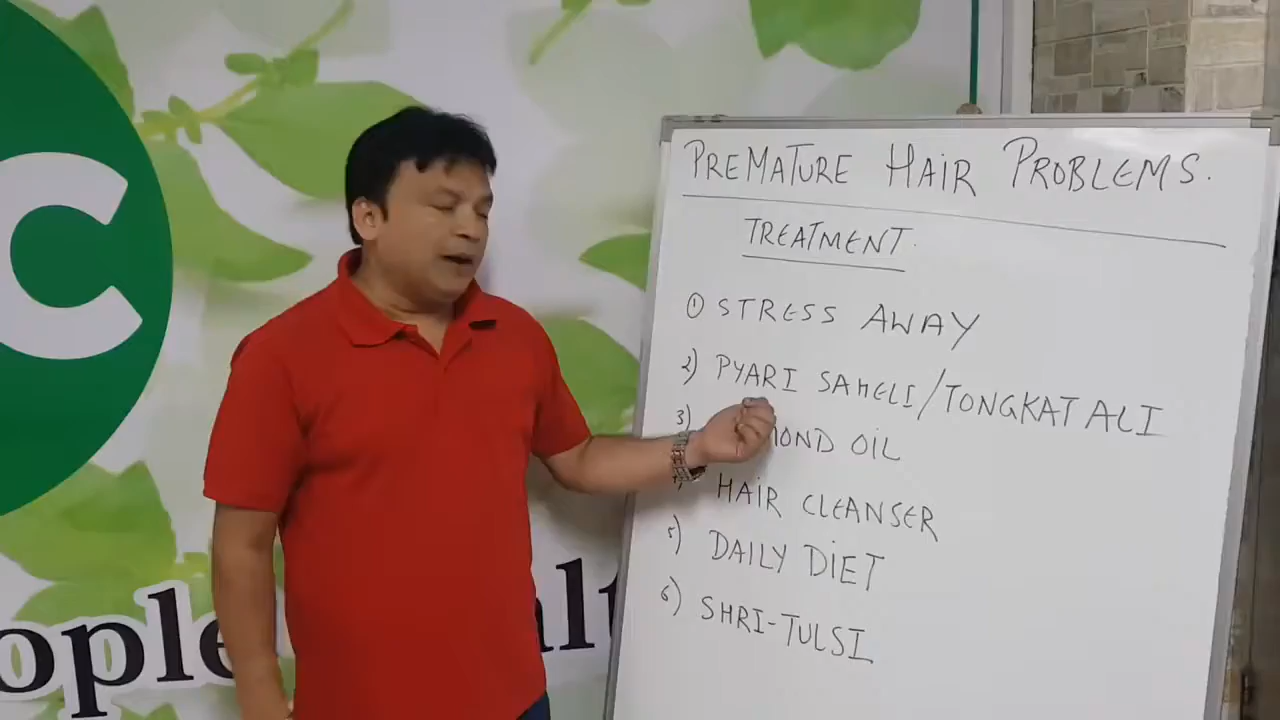 C
PREMATURE HAIR PROBLEMS.
TREATMENT.
① STRESS AWAY
2) PYARI SAHELI/TONGKAT ALI
3) MOND OIL
HAIR CLEANSER
5) DAILY DIET
6) SHRI-TULSI
ople
alt